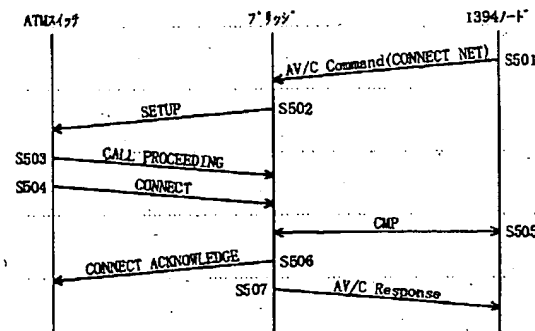 ATMスイッチ ブリッジ 1394ノード
AV/C Command(CONNECT NET) S501
SETUP S502
S503 CALL PROCEEDING
S504 CONNECT
CMP S505
CONNECT ACKNOWLEDGE S506
S507 AV/C Response